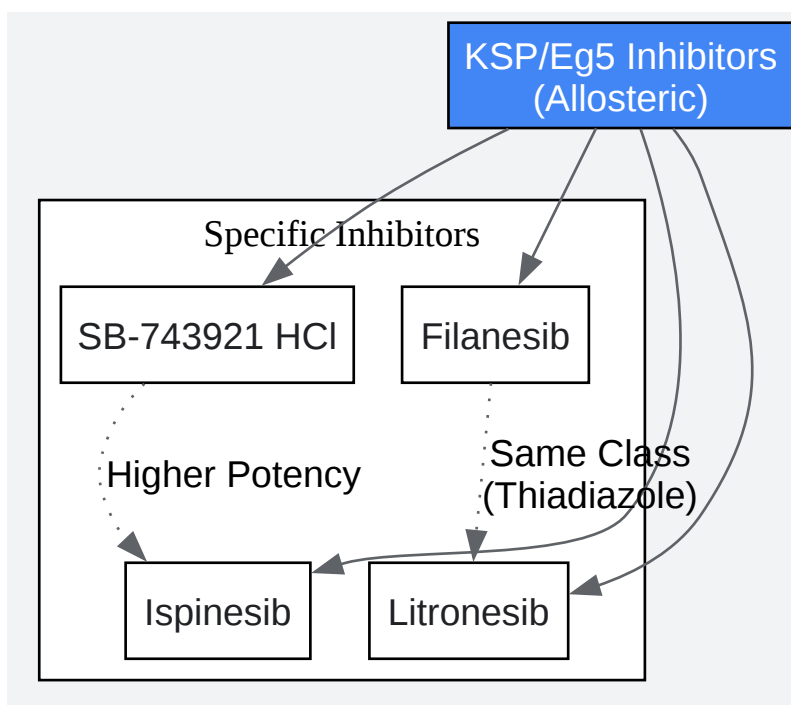 KSP/Eg5 Inhibitors
(Allosteric)
Specific Inhibitors
SB-743921 HCl
Filanesib
Higher Potency
Same Class
(Thiadiazole)
Ispinesib
Litronesib